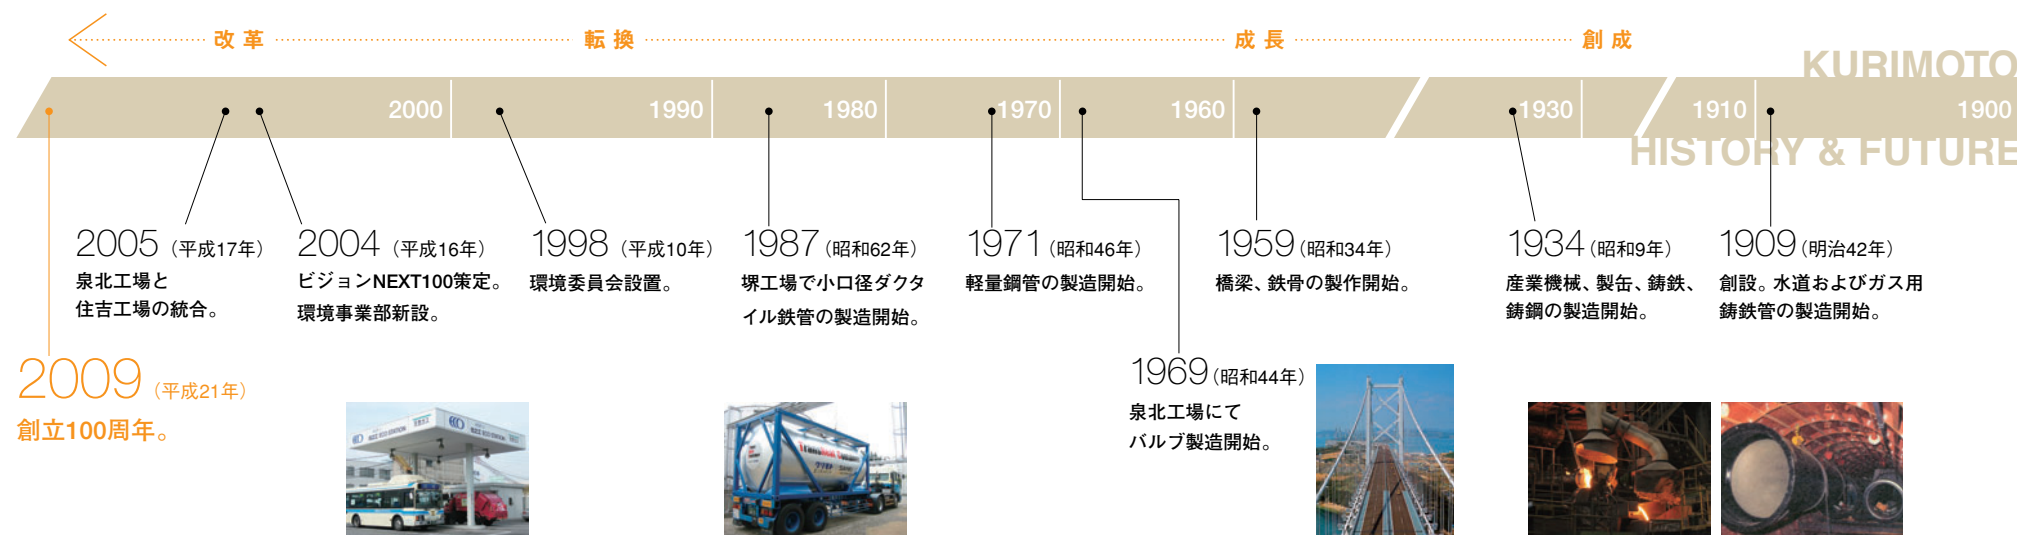 改革 転換 成長 創成
KURIMOTO
2000 1990 1980 1970 1960 1930 1910 1900
HISTORY & FUTURE
2005（平成17年）
泉北工場と
住吉工場の統合。
2004（平成16年）
ビジョンNEXT100策定。
環境事業部新設。
1998（平成10年）
環境委員会設置。
1987（昭和62年）
堺工場で小口径ダクタ
イル鉄管の製造開始。
1971（昭和46年）
軽量鋼管の製造開始。
1959（昭和34年）
橋梁、鉄骨の製作開始。
1934（昭和9年）
産業機械、製缶、鋳鉄、
鋳鋼の製造開始。
1909（明治42年）
創設。水道およびガス用
鋳鉄管の製造開始。
2009（平成21年）
創立100周年。
1969（昭和44年）
泉北工場にて
バルブ製造開始。